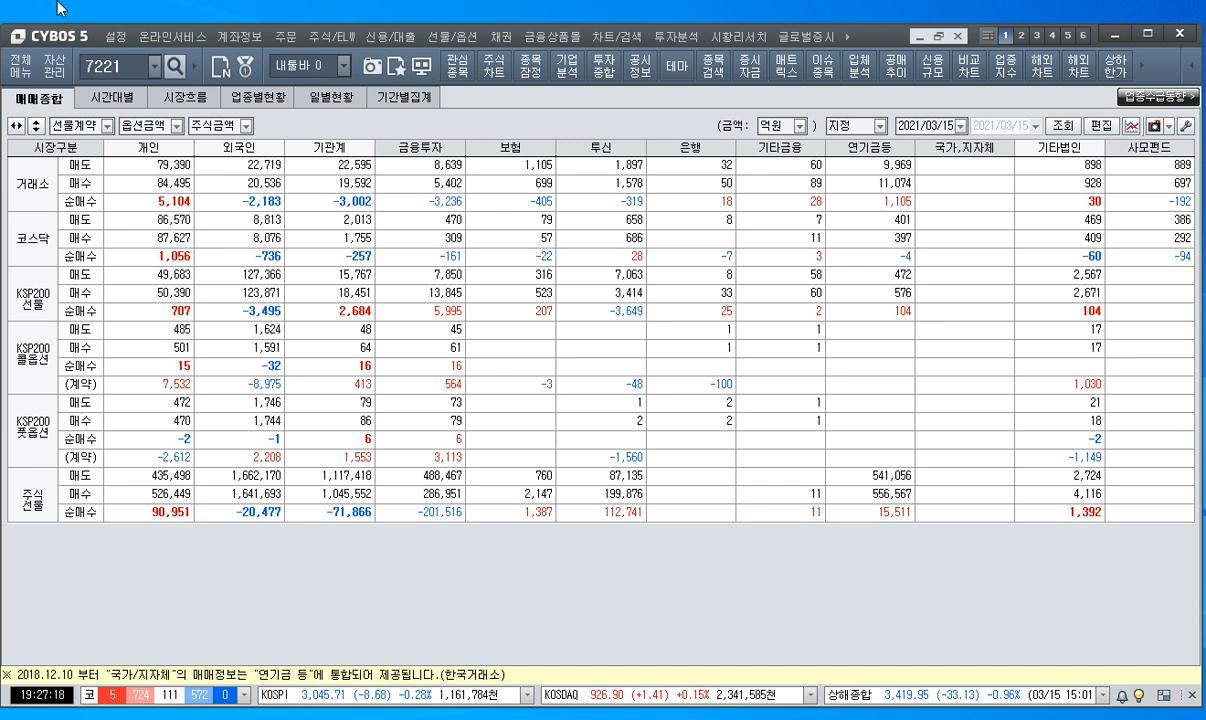 CYBOS 5 설정 온라인서비스 계좌정보 주문 주식/ELW 신용/대출 선물/옵션 채권 금융상품몰 차트/검색 투자분석 시황리서치 글로벌증시 1 2 3 4 5 6
전체메뉴 자산관리 7221 내툴바 0 관심종목 주식차트 종목잠정 기업분석 투자종합 공시정보 테마 종목검색 증시자금 매트릭스 이슈종목 입체분석 공매추이 신용규모 비교차트 업종지수 해외차트 해외차트 상하한가
매매종합 시간대별 시장흐름 업종별현황 일별현황 기간별집계 업종수급동향 >
선물계약 옵션금액 주식금액 (금액: 억원 ) 지정 2021/03/15 2021/03/15 조회 편집
시장구분 개인 외국인 기관계 금융투자 보험 투신 은행 기타금융 연기금등 국가,지자체 기타법인 사모펀드
거래소 매도 79,390 22,719 22,595 8,639 1,105 1,897 32 60 9,969 898 889
매수 84,495 20,536 19,592 5,402 699 1,578 50 89 11,074 928 697
순매수 5,104 -2,183 -3,002 -3,236 -405 -319 18 28 1,105 30 -192
코스닥 매도 86,570 8,813 2,013 470 79 658 8 7 401 469 386
매수 87,627 8,076 1,755 309 57 686 11 397 409 292
순매수 1,056 -736 -257 -161 -22 28 -7 3 -4 -60 -94
KSP200 선물 매도 49,683 127,366 15,767 7,850 316 7,063 8 58 472 2,567
매수 50,390 123,871 18,451 13,845 523 3,414 33 60 576 2,671
순매수 707 -3,495 2,684 5,995 207 -3,649 25 2 104 104
KSP200 콜옵션 매도 485 1,624 48 45 1 1 17
매수 501 1,591 64 61 1 1 17
순매수 15 -32 16 16
(계약) 7,532 -8,975 413 564 -3 -48 -100 1,030
KSP200 풋옵션 매도 472 1,746 79 73 1 2 1 21
매수 470 1,744 86 79 2 2 1 18
순매수 -2 -1 6 6 -2
(계약) -2,612 2,208 1,553 3,113 -1,560 -1,149
주식 선물 매도 435,498 1,662,170 1,117,418 488,467 760 87,135 541,056 2,724
매수 526,449 1,641,693 1,045,552 286,951 2,147 199,876 11 556,567 4,116
순매수 90,951 -20,477 -71,866 -201,516 1,387 112,741 11 15,511 1,392
※ 2018.12.10 부터 "국가/지자체"의 매매정보는 "연기금 등"에 통합되어 제공됩니다.(한국거래소)
19:27:18 코 5 724 111 572 0 KOSPI 3,045.71 (-8.68) -0.28% 1,161,784천 KOSDAQ 926.90 (+1.41) +0.15% 2,341,585천 상해종합 3,419.95 (-33.13) -0.96% (03/15 15:01